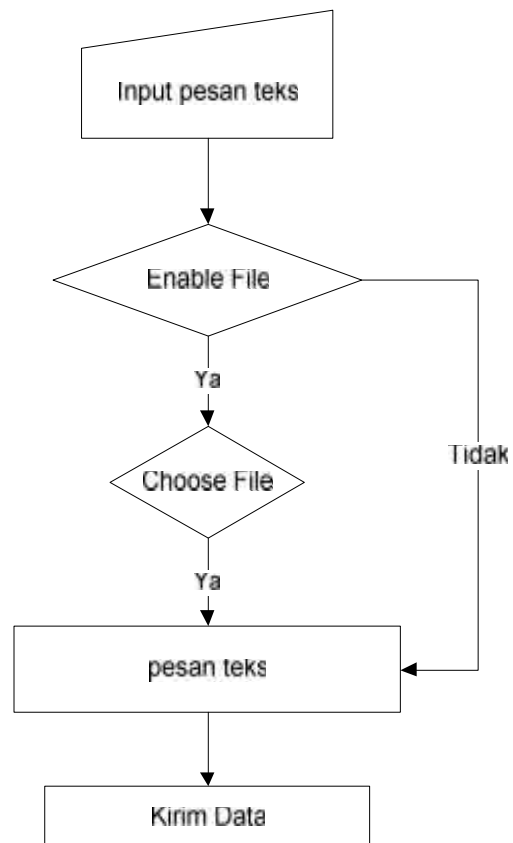 Input pesan teks
Enable File
Ya
Choose File
Tidak
Ya
pesan teks
Kirim Data